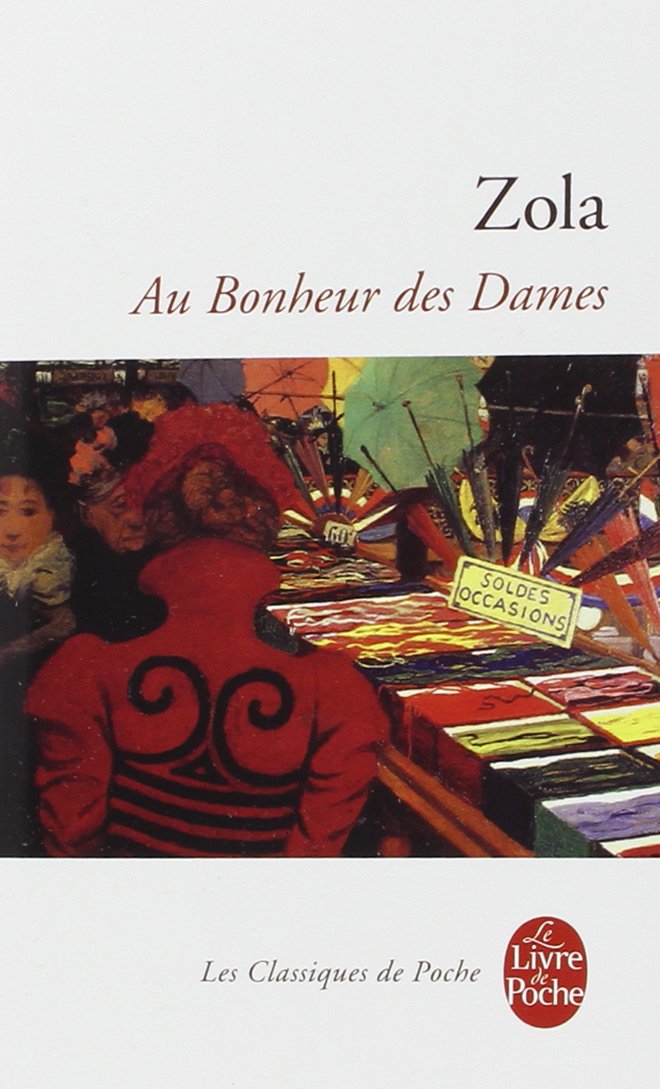 Zola
Au Bonheur des Dames
SOLDES
OCCASIONS
Les Classiques de Poche
Le
Livre
de
Poche